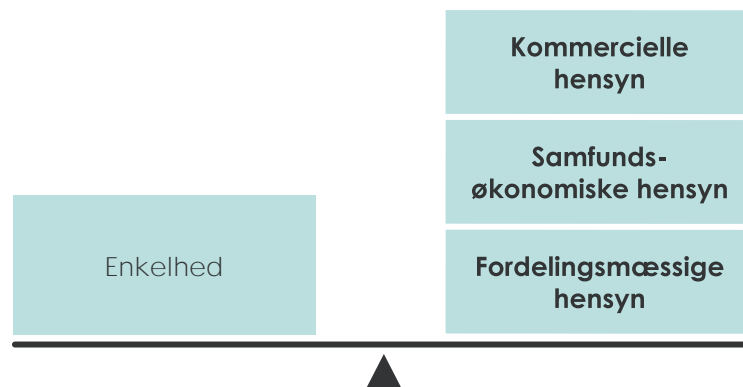 Kommercielle
hensyn
Samfunds-
økonomiske hensyn
Enkelhed
Fordelingsmæssige
hensyn